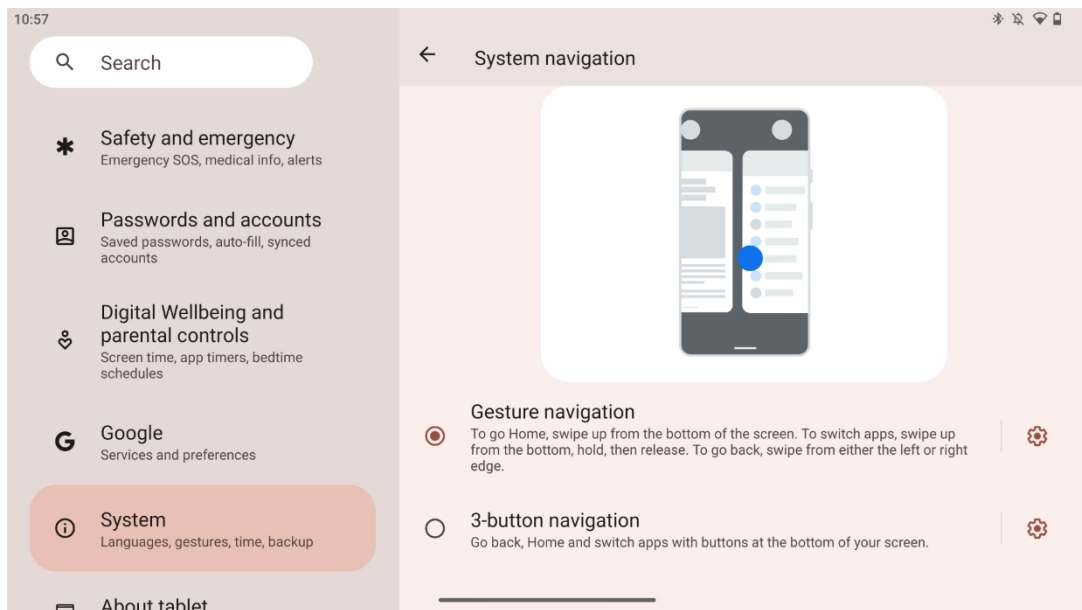 10:57
Search
Safety and emergency
Emergency SOS, medical info, alerts
Passwords and accounts
Saved passwords, auto-fill, synced
accounts
Digital Wellbeing and
parental controls
Screen time, app timers, bedtime
schedules
Google
Services and preferences
System
Languages, gestures, time, backup
About tablet
System navigation
Gesture navigation
To go Home, swipe up from the bottom of the screen. To switch apps, swipe up
from the bottom, hold, then release. To go back, swipe from either the left or right
edge.
3-button navigation
Go back, Home and switch apps with buttons at the bottom of your screen.